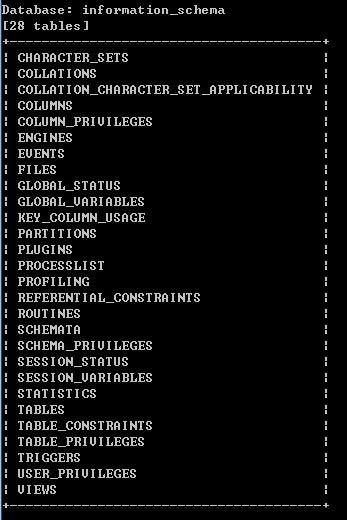 Database: information_schema
[28 tables]
+---------------------------------------+
| CHARACTER_SETS                        |
| COLLATIONS                            |
| COLLATION_CHARACTER_SET_APPLICABILITY |
| COLUMNS                               |
| COLUMN_PRIVILEGES                     |
| ENGINES                               |
| EVENTS                                |
| FILES                                 |
| GLOBAL_STATUS                         |
| GLOBAL_VARIABLES                      |
| KEY_COLUMN_USAGE                      |
| PARTITIONS                            |
| PLUGINS                               |
| PROCESSLIST                           |
| PROFILING                             |
| REFERENTIAL_CONSTRAINTS               |
| ROUTINES                              |
| SCHEMATA                              |
| SCHEMA_PRIVILEGES                     |
| SESSION_STATUS                        |
| SESSION_VARIABLES                     |
| STATISTICS                            |
| TABLES                                |
| TABLE_CONSTRAINTS                     |
| TABLE_PRIVILEGES                      |
| TRIGGERS                              |
| USER_PRIVILEGES                       |
| VIEWS                                 |
+---------------------------------------+